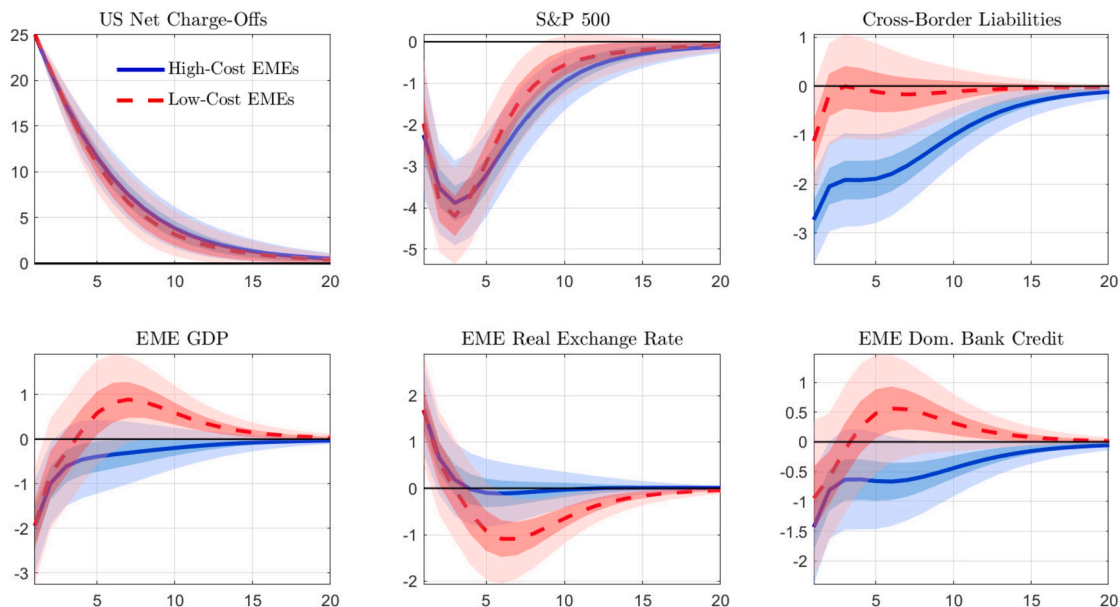 US Net Charge-Offs
25
20
15
10
5
0
5 10 15 20
High-Cost EMEs
Low-Cost EMEs
S&P 500
0
-1
-2
-3
-4
-5
5 10 15 20
Cross-Border Liabilities
1
0
-1
-2
-3
5 10 15 20
EME GDP
1
0
-1
-2
-3
5 10 15 20
EME Real Exchange Rate
2
1
0
-1
-2
5 10 15 20
EME Dom. Bank Credit
1
0.5
0
-0.5
-1
-1.5
-2
5 10 15 20